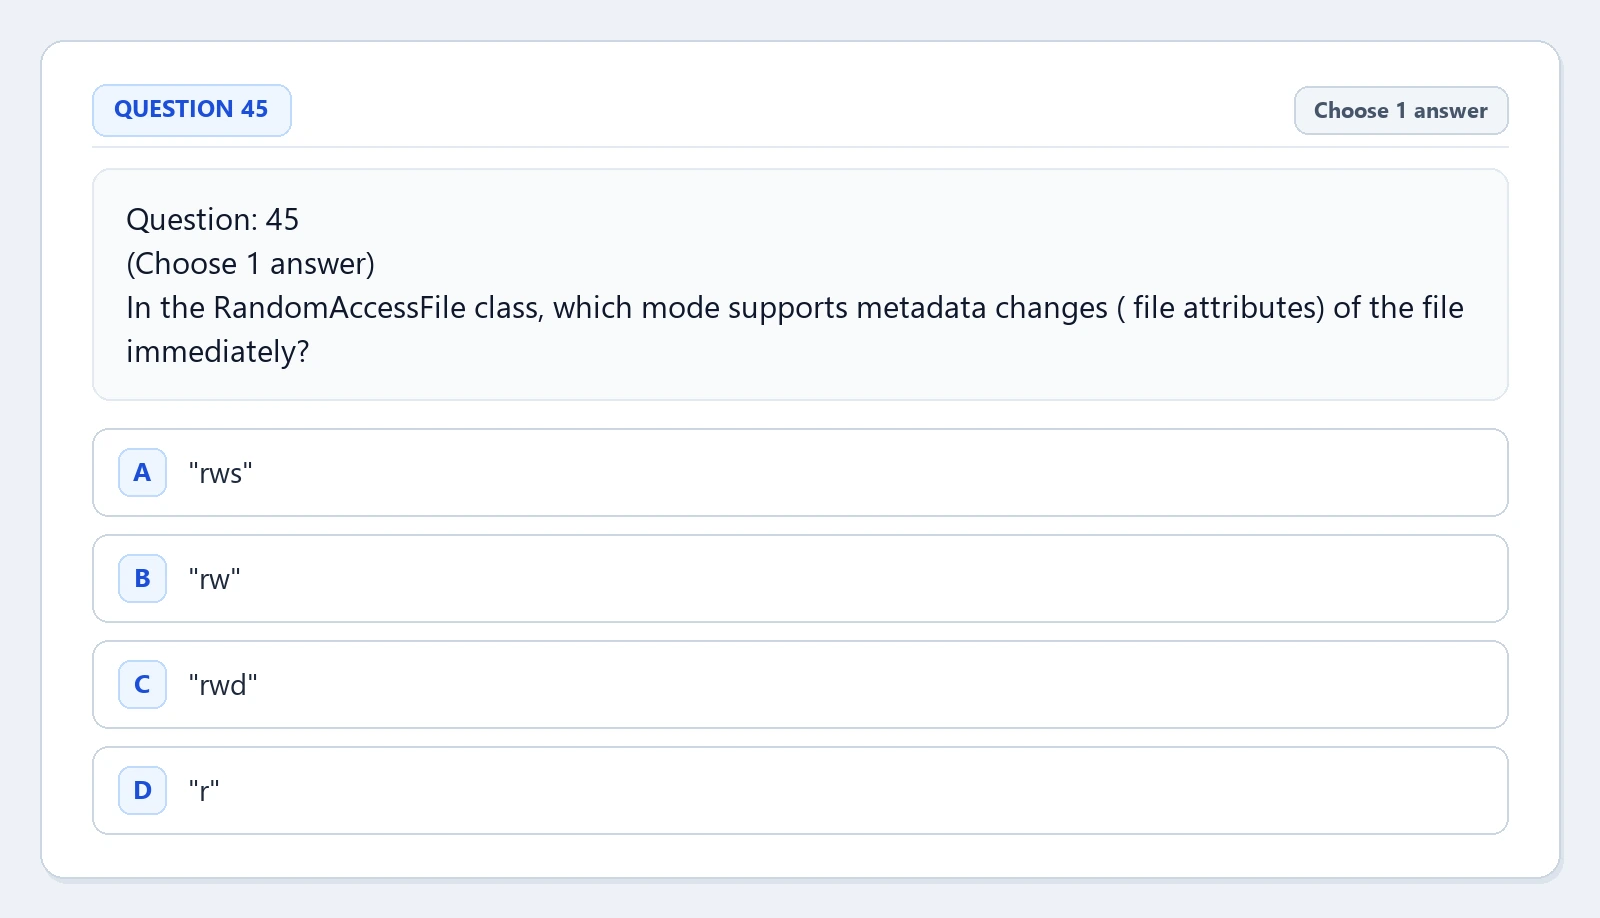 QUESTION 45
Choose 1 answer
Question: 45
(Choose 1 answer)
In the RandomAccessFile class, which mode supports metadata changes ( file attributes) of the file
immediately?
A "rws"
B "rw"
C "rwd"
D "r"